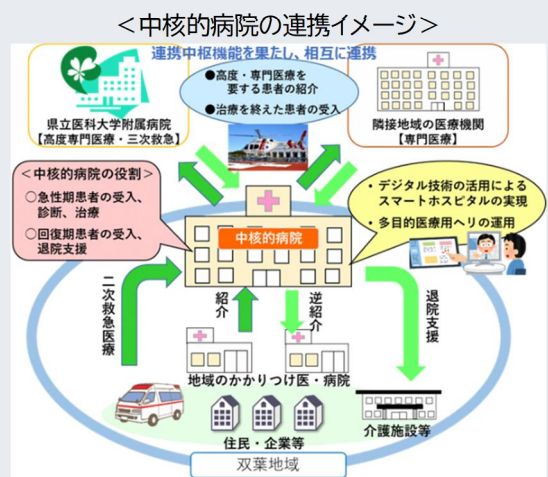 ＜中核的病院の連携イメージ＞
連携中枢機能を果たし、相互に連携
県立医科大学附属病院
【高度専門医療・三次救急】
●高度・専門医療を
要する患者の紹介
●治療を終えた患者の受入
隣接地域の医療機関
【専門医療】
＜中核的病院の役割＞
○急性期患者の受入、
診断、治療
○回復期患者の受入、
退院支援
中核的病院
・デジタル技術の活用による
スマートホスピタルの実現
・多目的医療用ヘリの運用
二次救急医療
紹介
逆紹介
退院支援
地域のかかりつけ医・病院
住民・企業等
介護施設等
双葉地域